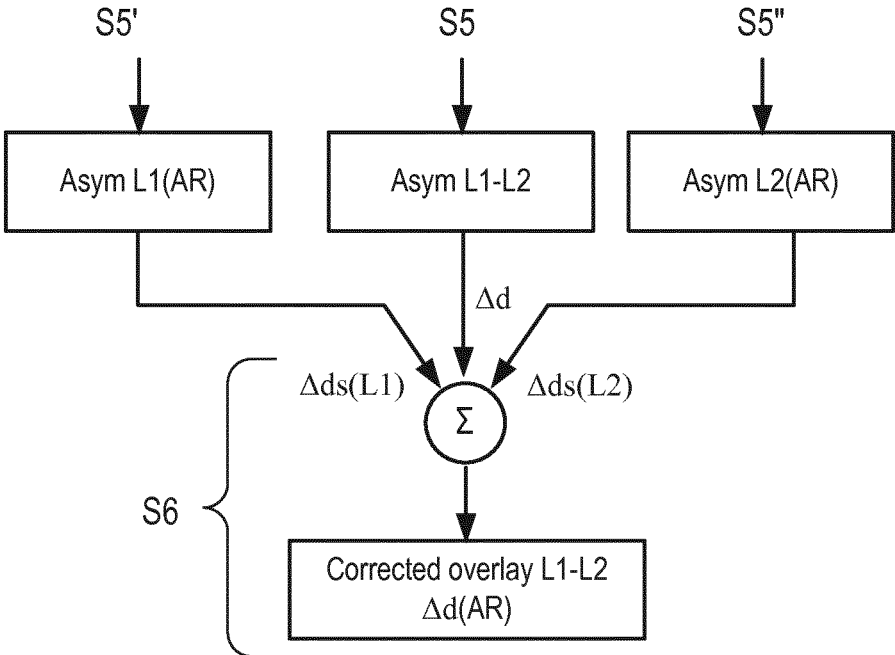 S5'
S5
S5"
Asym L1(AR)
Asym L1-L2
Asym L2(AR)
Δd
Δds(L1)
Δds(L2)
Σ
S6
Corrected overlay L1-L2
Δd(AR)